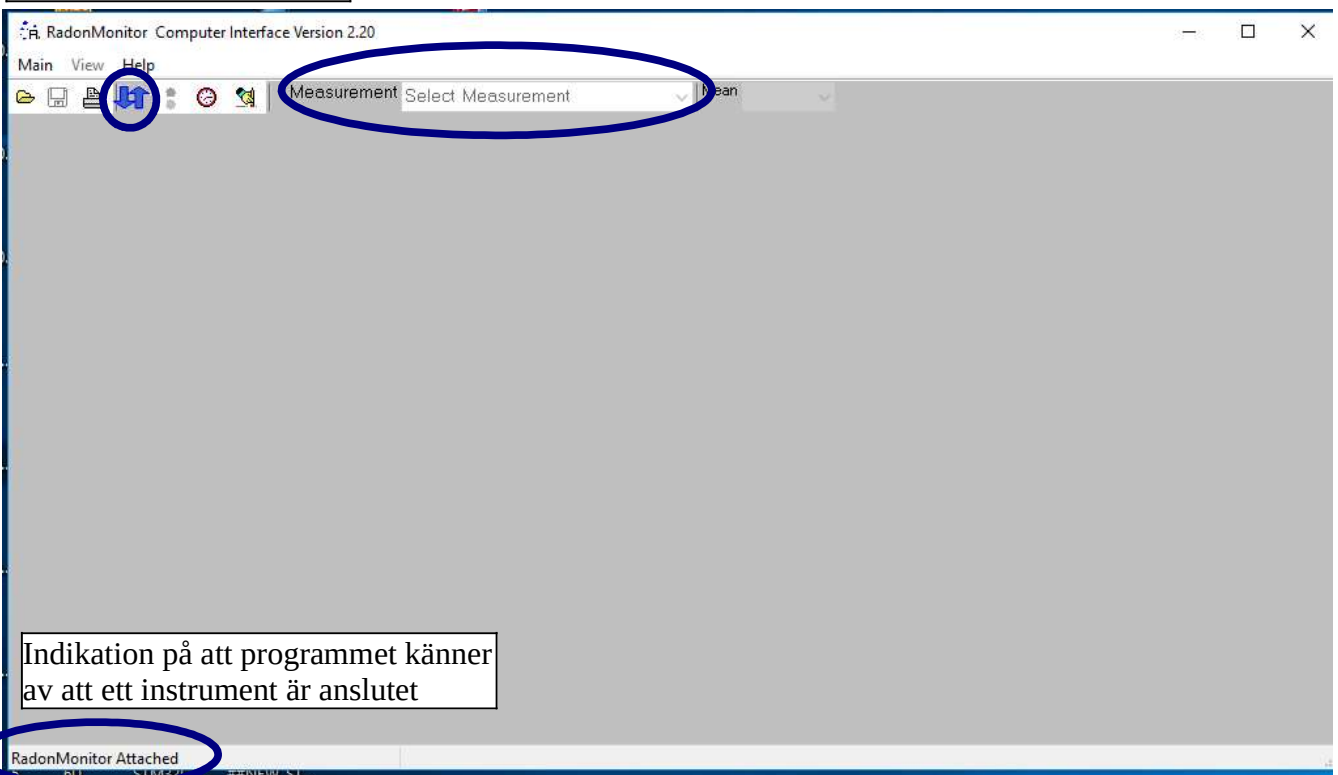 RadonMonitor Computer Interface Version 2.20
Main View Help
Measurement Select Measurement Mean
Indikation på att programmet känner
av att ett instrument är anslutet
RadonMonitor Attached